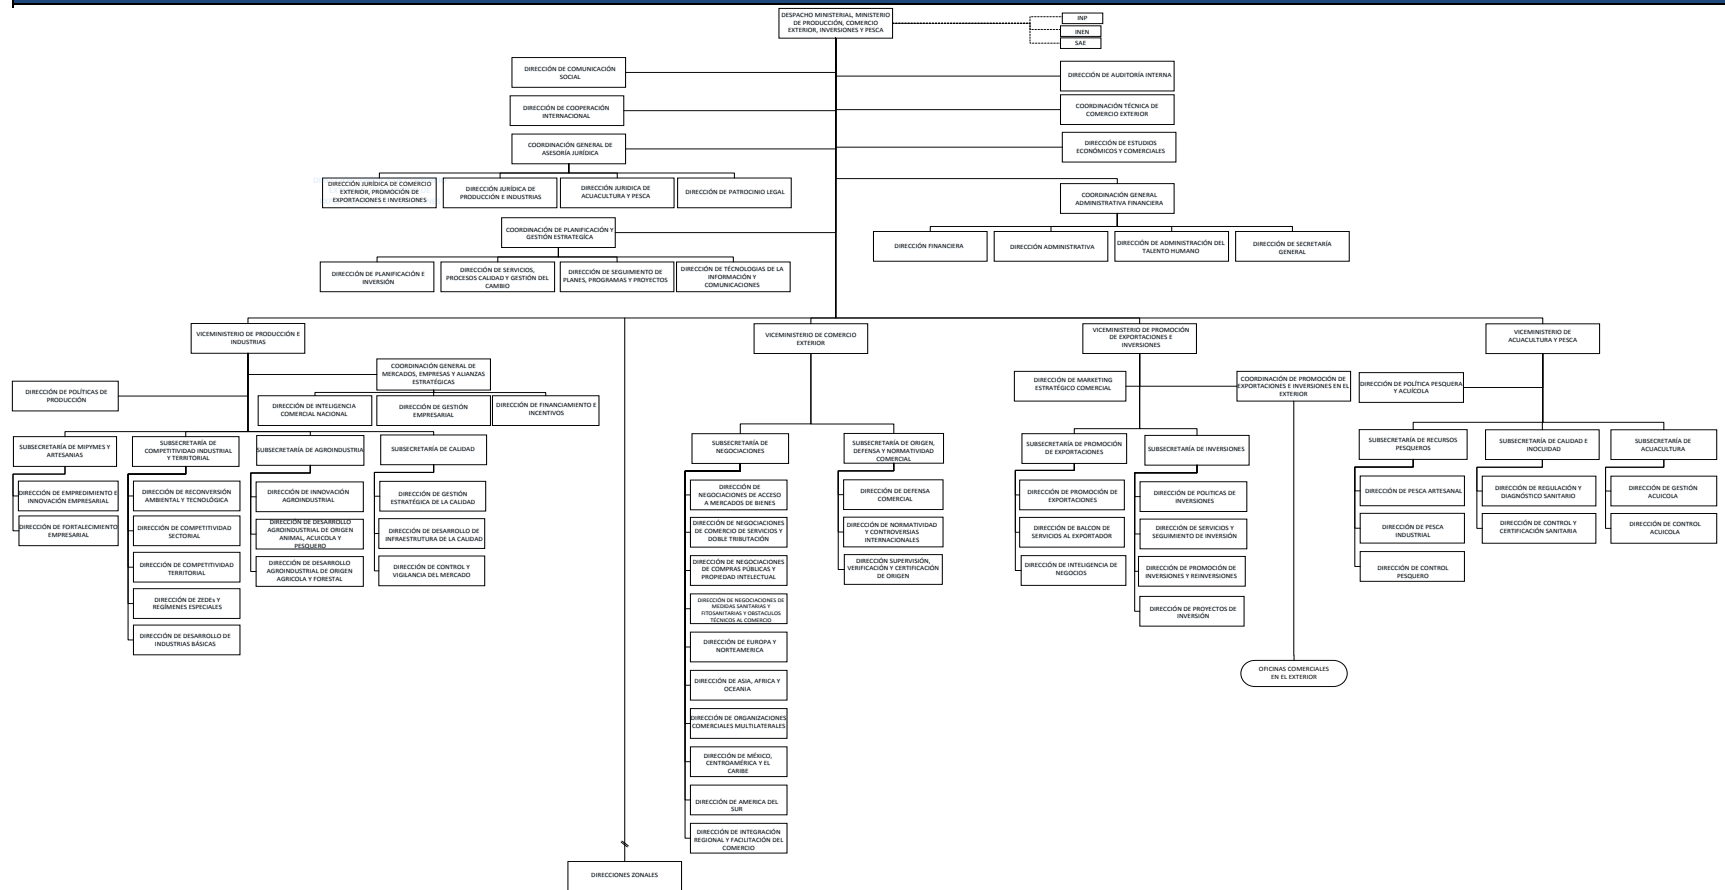 DESPACHO MINISTERIAL, MINISTERIO
DE PRODUCCIÓN, COMERCIO
EXTERIOR, INVERSIONES Y PESCA
INP
INEN
SAE
DIRECCIÓN DE COMUNICACIÓN
SOCIAL
DIRECCIÓN DE AUDITORÍA INTERNA
DIRECCIÓN DE COOPERACIÓN
INTERNACIONAL
COORDINACIÓN TÉCNICA DE
COMERCIO EXTERIOR
COORDINACIÓN GENERAL DE
ASESORÍA JURÍDICA
DIRECCIÓN DE ESTUDIOS
ECONÓMICOS Y COMERCIALES
DIRECCIÓN JURÍDICA DE COMERCIO
EXTERIOR, PROMOCIÓN DE
EXPORTACIONES E INVERSIONES
DIRECCIÓN JURÍDICA DE
PRODUCCIÓN E INDUSTRIAS
DIRECCIÓN JURIDICA DE
ACUACULTURA Y PESCA
DIRECCIÓN DE PATROCINIO LEGAL
COORDINACIÓN GENERAL
ADMINISTRATIVA FINANCIERA
COORDINACIÓN DE PLANIFICACIÓN Y
GESTIÓN ESTRATEGÍCA
DIRECCIÓN FINANCIERA
DIRECCIÓN ADMINISTRATIVA
DIRECCIÓN DE ADMINISTRACIÓN DEL
TALENTO HUMANO
DIRECCIÓN DE SECRETARÍA
GENERAL
DIRECCIÓN DE PLANIFICACIÓN E
INVERSIÓN
DIRECCIÓN DE SERVICIOS,
PROCESOS CALIDAD Y GESTIÓN DEL
CAMBIO
DIRECCIÓN DE SEGUIMIENTO DE
PLANES, PROGRAMAS Y PROYECTOS
DIRECCIÓN DE TÉCNOLOGIAS DE LA
INFORMACIÓN Y
COMUNICACIONES
VICEMINISTERIO DE PRODUCCIÓN E
INDUSTRIAS
VICEMINISTERIO DE COMERCIO
EXTERIOR
VICEMINISTERIO DE PROMOCIÓN
DE EXPORTACIONES E
INVERSIONES
VICEMINISTERIO DE
ACUACULTURA Y PESCA
COORDINACIÓN GENERAL DE
MERCADOS, EMPRESAS Y ALIANZAS
ESTRATÉGICAS
DIRECCIÓN DE POLÍTICAS DE
PRODUCCIÓN
DIRECCIÓN DE INTELIGENCIA
COMERCIAL NACIONAL
DIRECCIÓN DE GESTIÓN
EMPRESARIAL
DIRECCIÓN DE FINANCIAMIENTO E
INCENTIVOS
DIRECCIÓN DE MARKETING
ESTRATÉGICO COMERCIAL
COORDINACIÓN DE PROMOCIÓN DE
EXPORTACIONES E INVERSIONES EN EL
EXTERIOR
DIRECCIÓN DE POLÍTICA PESQUERA
Y ACUÍCOLA
SUBSECRETARÍA DE MIPYMES Y
ARTESANIAS
SUBSECRETARÍA DE
COMPETITIVIDAD INDUSTRIAL
Y TERRITORIAL
SUBSECRETARÍA DE AGROINDUSTRIA
SUBSECRETARÍA DE CALIDAD
SUBSECRETARÍA DE
NEGOCIACIONES
SUBSECRETARÍA DE ORIGEN,
DEFENSA Y NORMATIVIDAD
COMERCIAL
SUBSECRETARÍA DE PROMOCIÓN
DE EXPORTACIONES
SUBSECRETARÍA DE INVERSIONES
SUBSECRETARÍA DE RECURSOS
PESQUEROS
SUBSECRETARÍA DE CALIDAD E
INOCUIDAD
SUBSECRETARÍA DE
ACUACULTURA
DIRECCIÓN DE EMPREDIMIENTO E
INNOVACIÓN EMPRESARIAL
DIRECCIÓN DE FORTALECIMIENTO
EMPRESARIAL
DIRECCIÓN DE RECONVERSIÓN
AMBIENTAL Y TECNOLÓGICA
DIRECCIÓN DE COMPETITIVIDAD
SECTORIAL
DIRECCIÓN DE COMPETITIVIDAD
TERRITORIAL
DIRECCIÓN DE ZEDEs Y
REGÍMENES ESPECIALES
DIRECCIÓN DE DESARROLLO DE
INDUSTRIAS BÁSICAS
DIRECCIÓN DE INNOVACIÓN
AGROINDUSTRIAL
DIRECCIÓN DE DESARROLLO
AGROINDUSTRIAL DE ORIGEN
ANIMAL, ACUICOLA Y
PESQUERO
DIRECCIÓN DE DESARROLLO
AGROINDUSTRIAL DE ORIGEN
AGRICOLA Y FORESTAL
DIRECCIÓN DE GESTIÓN
ESTRATÉGICA DE LA CALIDAD
DIRECCIÓN DE DESARROLLO DE
INFRAESTRUTURA DE LA CALIDAD
DIRECCIÓN DE CONTROL Y
VIGILANCIA DEL MERCADO
DIRECCIÓN DE
NEGOCIACIONES DE ACCESO
A MERCADOS DE BIENES
DIRECCIÓN DE NEGOCIACIONES
DE COMERCIO DE SERVICIOS Y
DOBLE TRIBUTACIÓN
DIRECCIÓN DE NEGOCIACIONES
DE COMPRAS PÚBLICAS Y
PROPIEDAD INTELECTUAL
DIRECCIÓN DE NEGOCIACIONES DE
MEDIDAS SANITARIAS Y
FITOSANITARIAS Y OBSTACULOS
TÉCNICOS AL COMERCIO
DIRECCIÓN DE EUROPA Y
NORTEAMERICA
DIRECCIÓN DE ASIA, AFRICA Y
OCEANIA
DIRECCIÓN DE ORGANIZACIONES
COMERCIALES MULTILATERALES
DIRECCIÓN DE MÉXICO,
CENTROAMÉRICA Y EL
CARIBE
DIRECCIÓN DE AMERICA DEL
SUR
DIRECCIÓN DE INTEGRACIÓN
REGIONAL Y FACILITACIÓN DEL
COMERCIO
DIRECCIÓN DE DEFENSA
COMERCIAL
DIRECCIÓN DE NORMATIVIDAD
Y CONTROVERSIAS
INTERNACIONALES
DIRECCIÓN SUPERVISIÓN,
VERIFICACIÓN Y CERTIFICACIÓN
DE ORIGEN
DIRECCIÓN DE PROMOCIÓN DE
EXPORTACIONES
DIRECCIÓN DE BALCON DE
SERVICIOS AL EXPORTADOR
DIRECCIÓN DE INTELIGENCIA DE
NEGOCIOS
DIRECCIÓN DE POLITICAS DE
INVERSIONES
DIRECCIÓN DE SERVICIOS Y
SEGUIMIENTO DE INVERSIÓN
DIRECCIÓN DE PROMOCIÓN DE
INVERSIONES Y REINVERSIONES
DIRECCIÓN DE PROYECTOS DE
INVERSIÓN
OFICINAS COMERCIALES
EN EL EXTERIOR
DIRECCIÓN DE PESCA ARTESANAL
DIRECCIÓN DE PESCA
INDUSTRIAL
DIRECCIÓN DE CONTROL
PESQUERO
DIRECCIÓN DE REGULACIÓN Y
DIAGNÓSTICO SANITARIO
DIRECCIÓN DE CONTROL Y
CERTIFICACIÓN SANITARIA
DIRECCIÓN DE GESTIÓN
ACUICOLA
DIRECCIÓN DE CONTROL
ACUICOLA
DIRECCIONES ZONALES